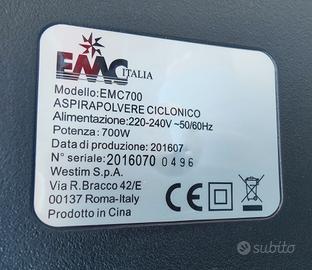 EMC ITALIA
Modello:EMC700
ASPIRAPOLVERE CICLONICO
Alimentazione:220-240V ~50/60Hz
Potenza: 700W
Data di produzione: 201607
N° seriale: 2016070 0496
Westim S.p.A.
Via R.Bracco 42/E
00137 Roma-Italy
Prodotto in Cina
CE
subito